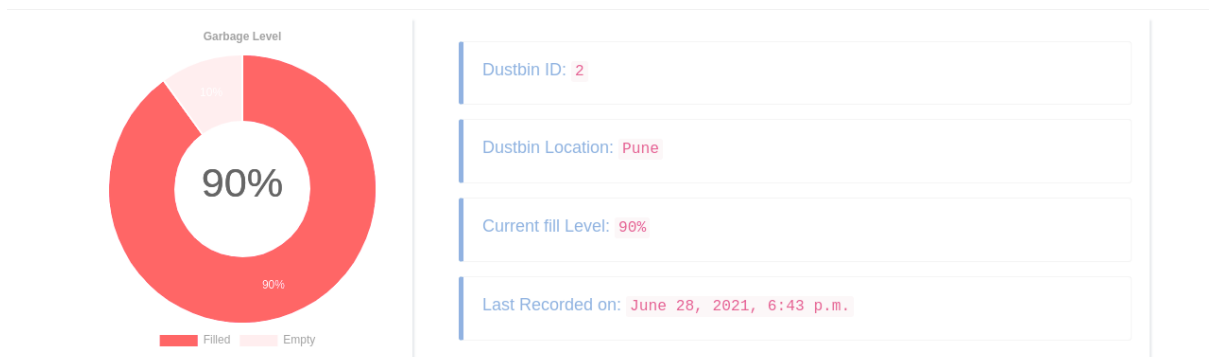 Garbage Level
10%
90%
90%
Filled Empty
Dustbin ID: 2
Dustbin Location: Pune
Current fill Level: 90%
Last Recorded on: June 28, 2021, 6:43 p.m.